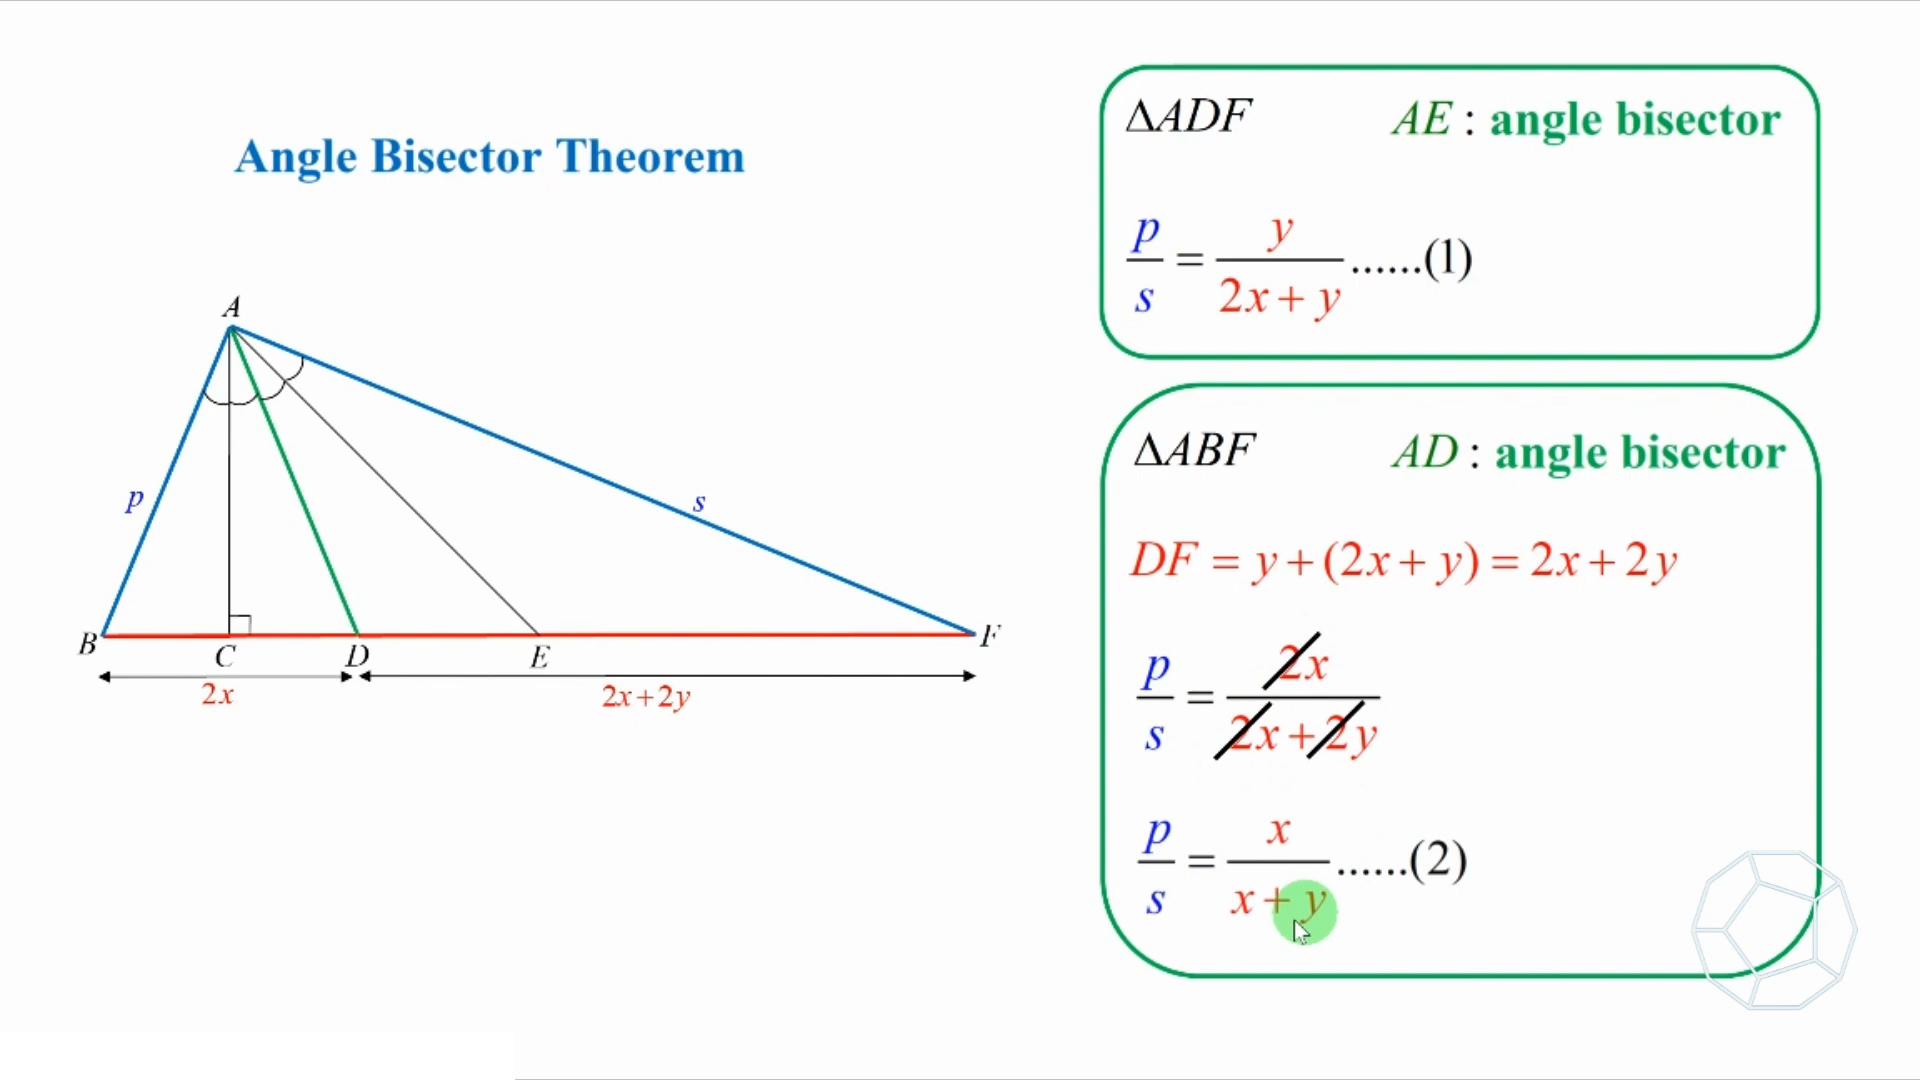 Angle Bisector Theorem
A
p
s
B
C
D
E
F
2x
2x+2y
ΔADF AE : angle bisector
p/s = y/(2x+y) ......(1)
ΔABF AD : angle bisector
DF = y+(2x+y) = 2x+2y
p/s = 2x/(2x+2y)
p/s = x/(x+y) ......(2)